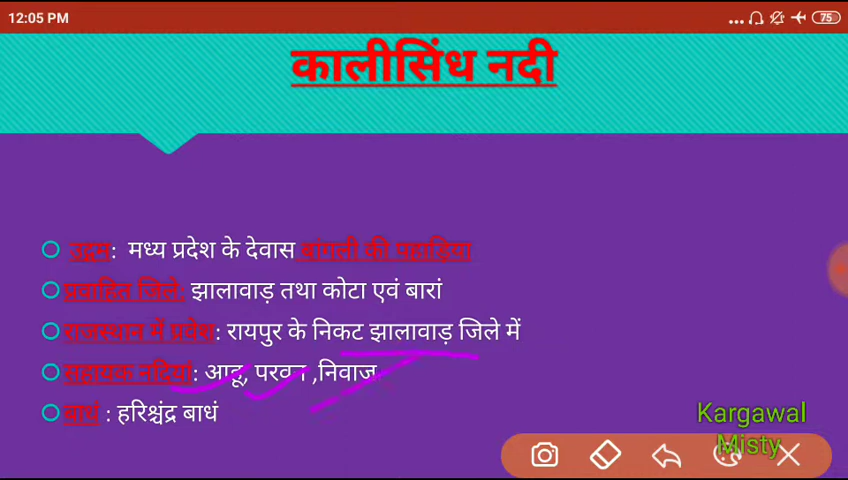 12:05 PM
75
कालीसिंध नदी
उद्गम: मध्य प्रदेश के देवास बांगली की पहाड़िया
प्रवाहित जिले: झालावाड़ तथा कोटा एवं बारां
राजस्थान में प्रवेश: रायपुर के निकट झालावाड़ जिले में
सहायक नदियां: आहू, परवन ,निवाज
बाधं : हरिश्चंद्र बाधं
Kargawal
Misty